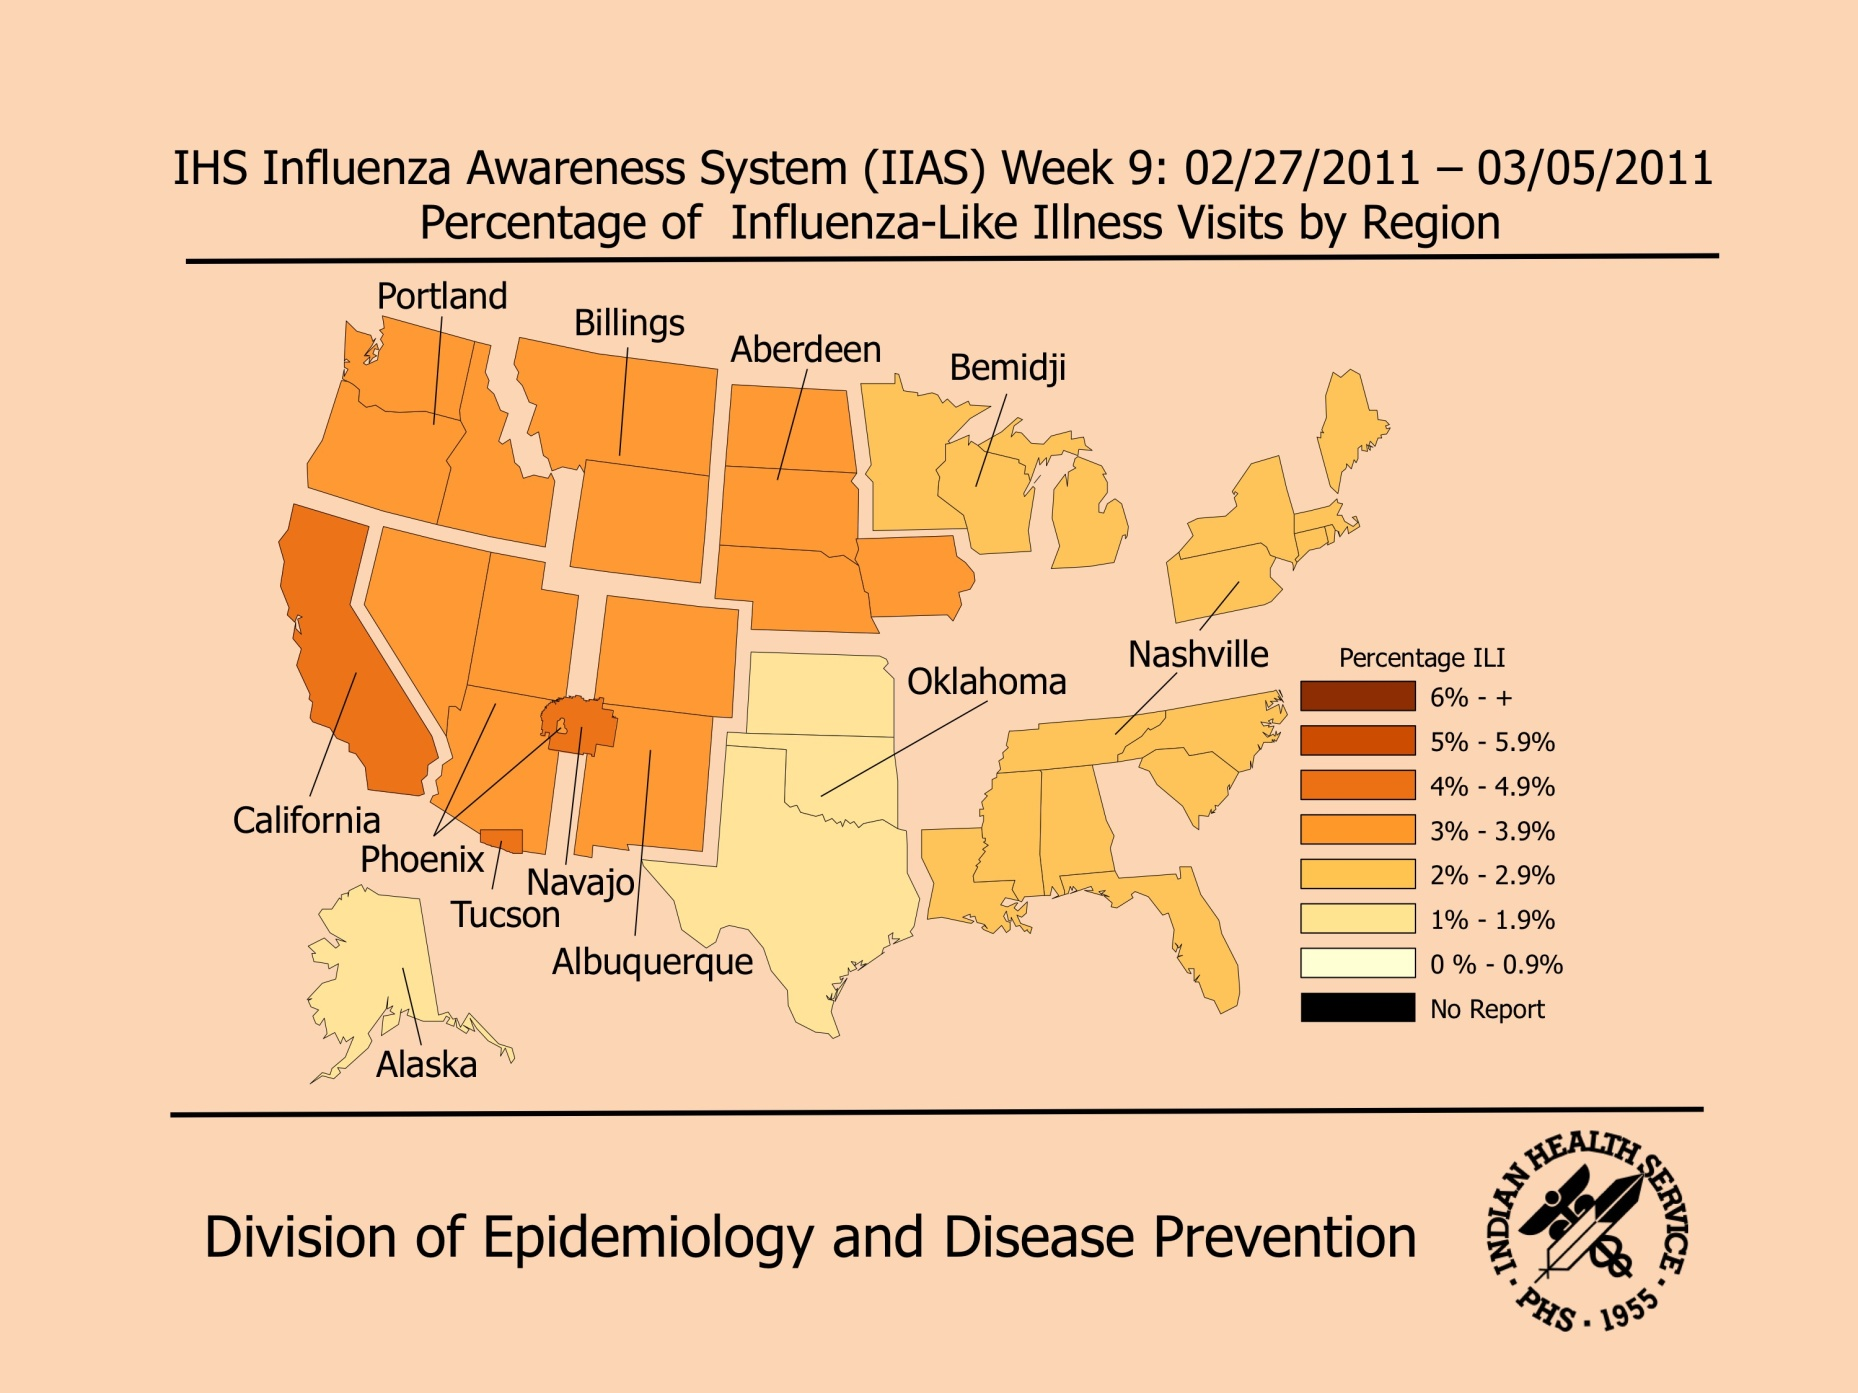 IHS Influenza Awareness System (IIAS) Week 9: 02/27/2011 – 03/05/2011
Percentage of  Influenza-Like Illness Visits by Region
Portland
Billings
Aberdeen
Bemidji
Nashville
Oklahoma
California
Phoenix
Navajo
Tucson
Albuquerque
Alaska
Percentage ILI
6% - +
5% - 5.9%
4% - 4.9%
3% - 3.9%
2% - 2.9%
1% - 1.9%
0 % - 0.9%
No Report
Division of Epidemiology and Disease Prevention
INDIAN HEALTH SERVICE
· PHS · 1955 ·